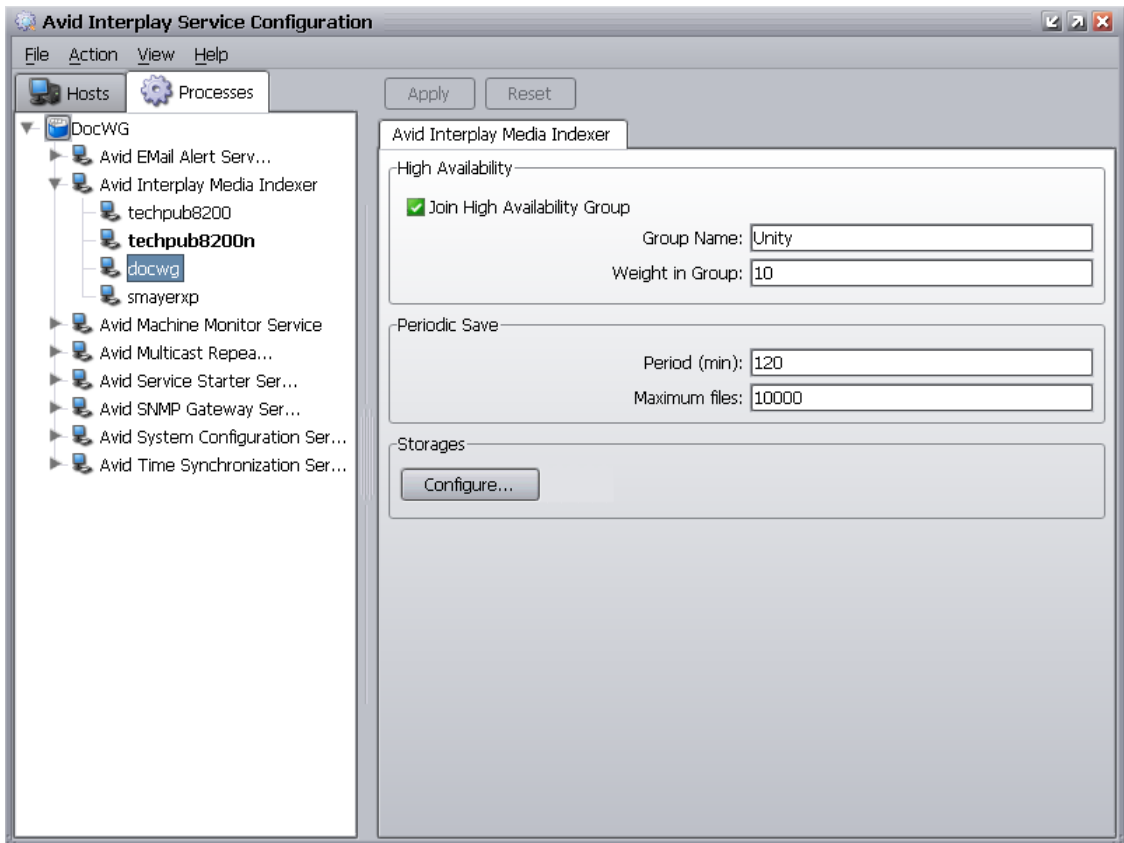 Avid Interplay Service Configuration
File Action View Help
Hosts Processes
Apply Reset
DocWG
Avid EMail Alert Serv...
Avid Interplay Media Indexer
techpub8200
techpub8200n
docwg
smayerxp
Avid Machine Monitor Service
Avid Multicast Repea...
Avid Service Starter Ser...
Avid SNMP Gateway Ser...
Avid System Configuration Ser...
Avid Time Synchronization Ser...
Avid Interplay Media Indexer
High Availability
Join High Availability Group
Group Name: Unity
Weight in Group: 10
Periodic Save
Period (min): 120
Maximum files: 10000
Storages
Configure...